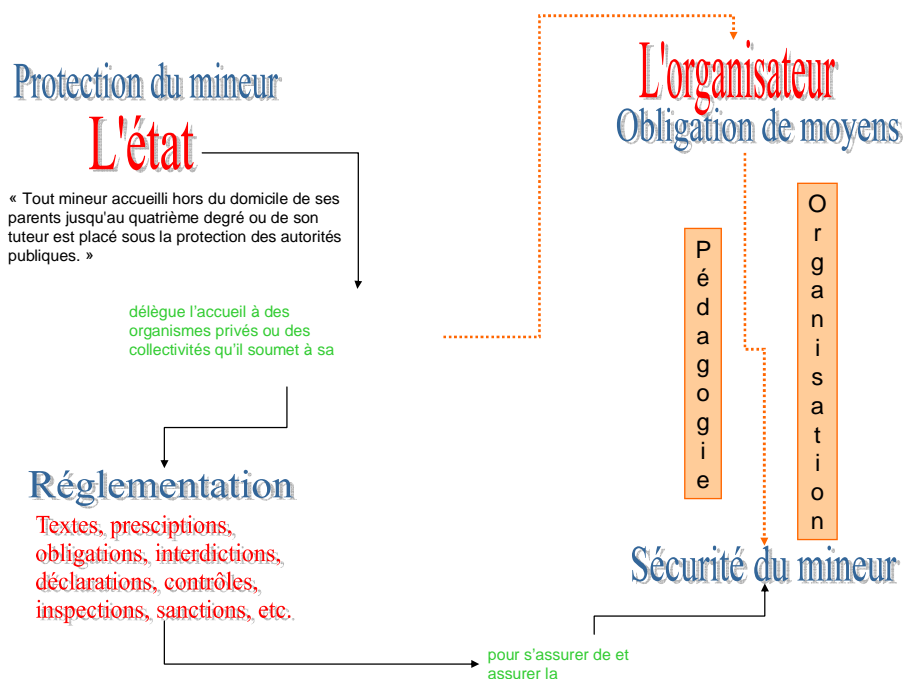 Protection du mineur
L'état
« Tout mineur accueilli hors du domicile de ses
parents jusqu'au quatrième degré ou de son
tuteur est placé sous la protection des autorités
publiques. »
délègue l'accueil à des
organismes privés ou des
collectivités qu'il soumet à sa
Réglementation
Textes, presciptions,
obligations, interdictions,
déclarations, contrôles,
inspections, sanctions, etc.
pour s'assurer de et
assurer la
L'organisateur
Obligation de moyens
Pédagogie
Organisation
Sécurité du mineur